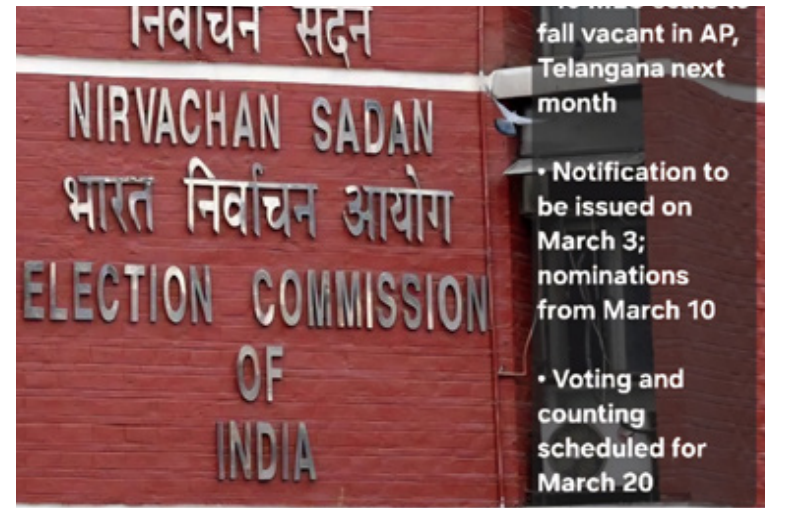 निर्वाचन सदन
NIRVACHAN SADAN
भारत निर्वाचन आयोग
ELECTION COMMISSION
OF
INDIA
fall vacant in AP,
Telangana next
month
• Notification to
be issued on
March 3;
nominations
from March 10
• Voting and
counting
scheduled for
March 20